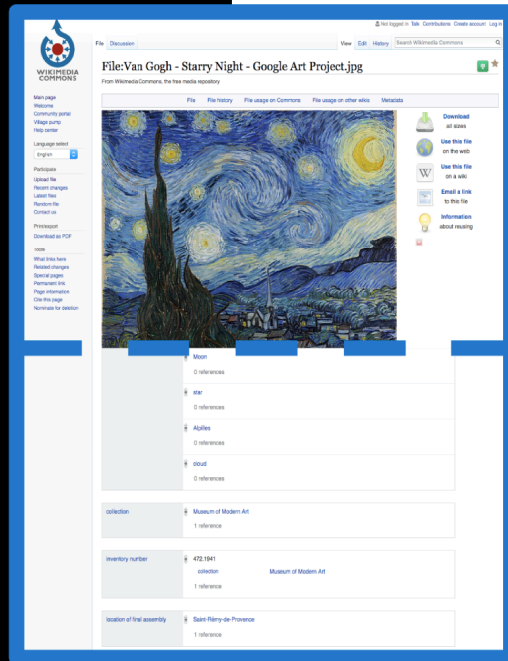 Not logged in Talk Contributions Create account Log in
File Discussion View Edit History Search Wikimedia Commons
WIKIMEDIA
COMMONS
File:Van Gogh - Starry Night - Google Art Project.jpg
From Wikimedia Commons, the free media repository
File File history File usage on Commons File usage on other wikis Metadata
Main page
Welcome
Community portal
Village pump
Help center
Language select
English
Participate
Upload file
Recent changes
Latest files
Random file
Contact us
Print/export
Download as PDF
Tools
What links here
Related changes
Special pages
Permanent link
Page information
Cite this page
Nominate for deletion
Download
all sizes
Use this file
on the web
W
Use this file
on a wiki
Email a link
to this file
Information
about reusing
Moon
0 references
star
0 references
Alpilles
0 references
cloud
0 references
collection
Museum of Modern Art
1 reference
inventory number
472.1941
collection Museum of Modern Art
1 reference
location of final assembly
Saint-Rémy-de-Provence
1 reference